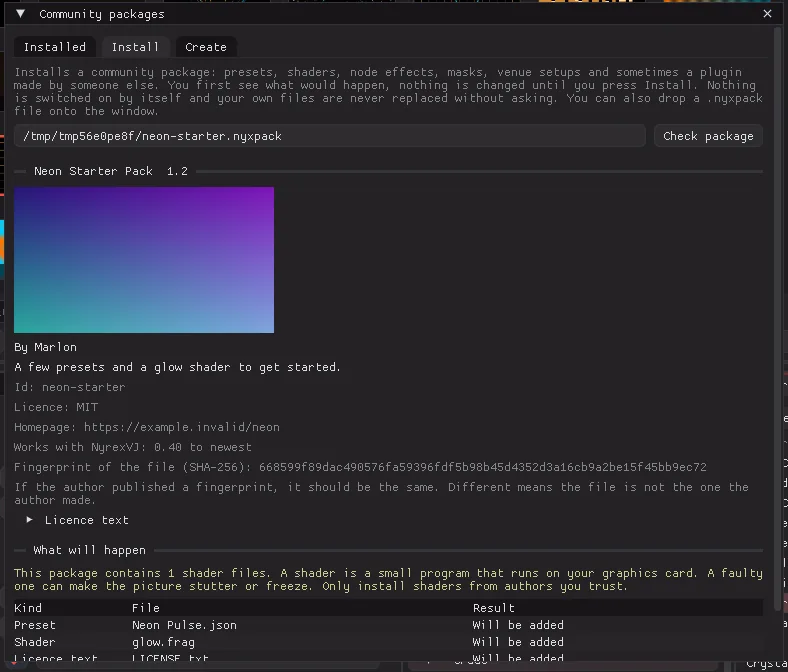 Community packages
Installed Install Create
Installs a community package: presets, shaders, node effects, masks, venue setups and sometimes a plugin
made by someone else. You first see what would happen, nothing is changed until you press Install. Nothing
is switched on by itself and your own files are never replaced without asking. You can also drop a .nyxpack
file onto the window.
/tmp/tmp56e0pe8f/neon-starter.nyxpack Check package
Neon Starter Pack 1.2
By Marlon
A few presets and a glow shader to get started.
Id: neon-starter
Licence: MIT
Homepage: https://example.invalid/neon
Works with NyrexVJ: 0.40 to newest
Fingerprint of the file (SHA-256): 668599f89dac490576fa59396fdf5b98b45d4352d3a16cb9a2be15f45bb9ec72
If the author published a fingerprint, it should be the same. Different means the file is not the one the
author made.
Licence text
What will happen
This package contains 1 shader files. A shader is a small program that runs on your graphics card. A faulty
one can make the picture stutter or freeze. Only install shaders from authors you trust.
Kind File Result
Preset Neon Pulse.json Will be added
Shader glow.frag Will be added
Licence text LICENSE.txt Will be added